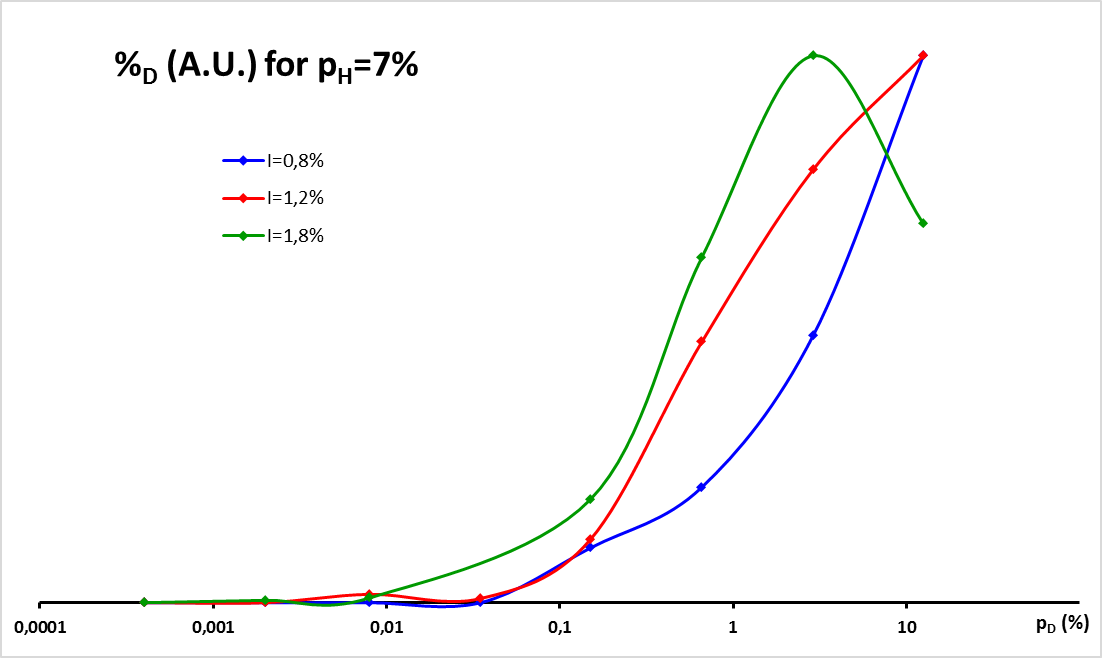 %D (A.U.) for pH=7%
I=0,8%
I=1,2%
I=1,8%
0,0001 0,001 0,01 0,1 1 10 pD (%)